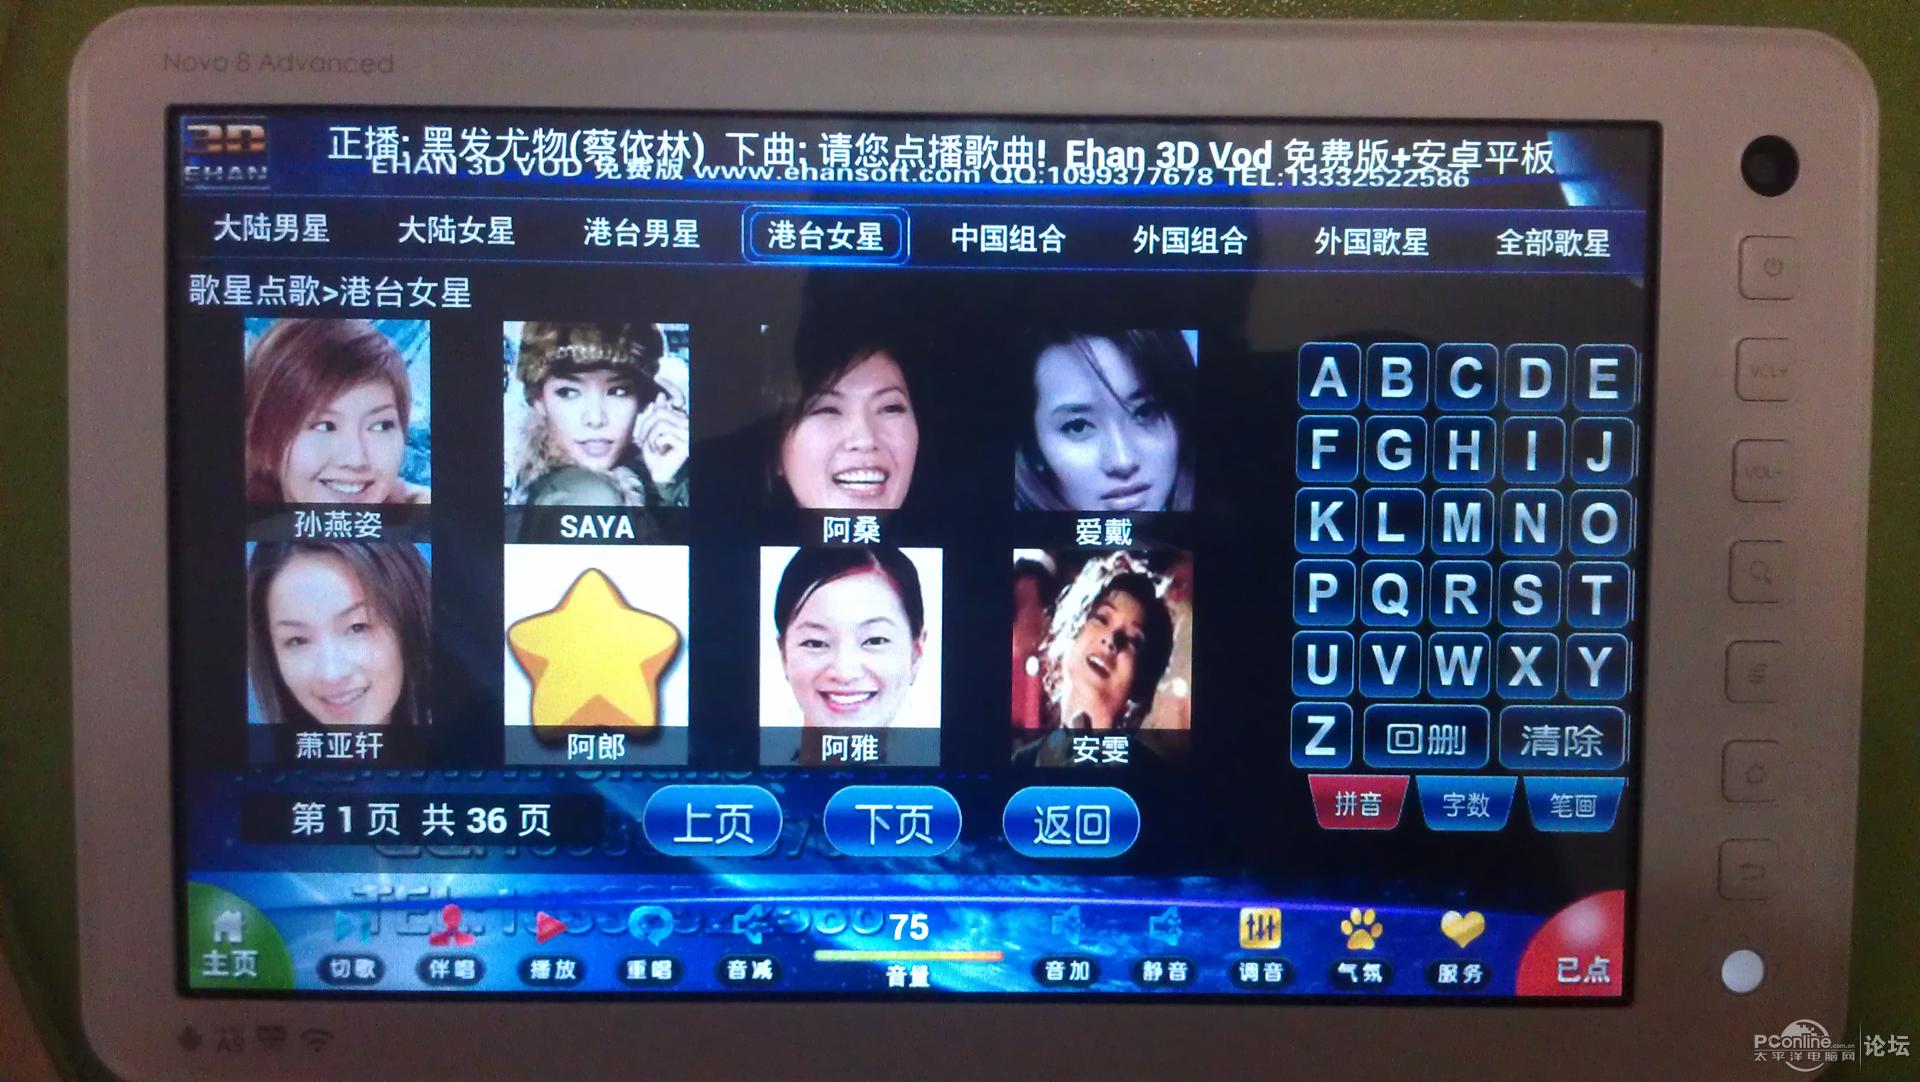 Novo 8 Advanced
3D
EHAN
正播: 黑发尤物(蔡依林) 下曲: 请您点播歌曲! Ehan 3D Vod 免费版+安卓平板
EHAN 3D VOD 免费版 www.ehansoft.com QQ:1099377678 TEL:13332522586
大陆男星 大陆女星 港台男星 港台女星 中国组合 外国组合 外国歌星 全部歌星
歌星点歌>港台女星
A B C D E
F G H I J
K L M N O
P Q R S T
U V W X Y
Z 回删 清除
拼音 字数 笔画
孙燕姿 SAYA 阿桑 爱戴
萧亚轩 阿郎 阿雅 安雯
第 1 页 共 36 页 上页 下页 返回
75
主页 切歌 伴唱 播放 重唱 音减 音量 音加 静音 调音 气氛 服务 已点
VOL+
VOL-
PConline.com.cn
太平洋电脑网 论坛